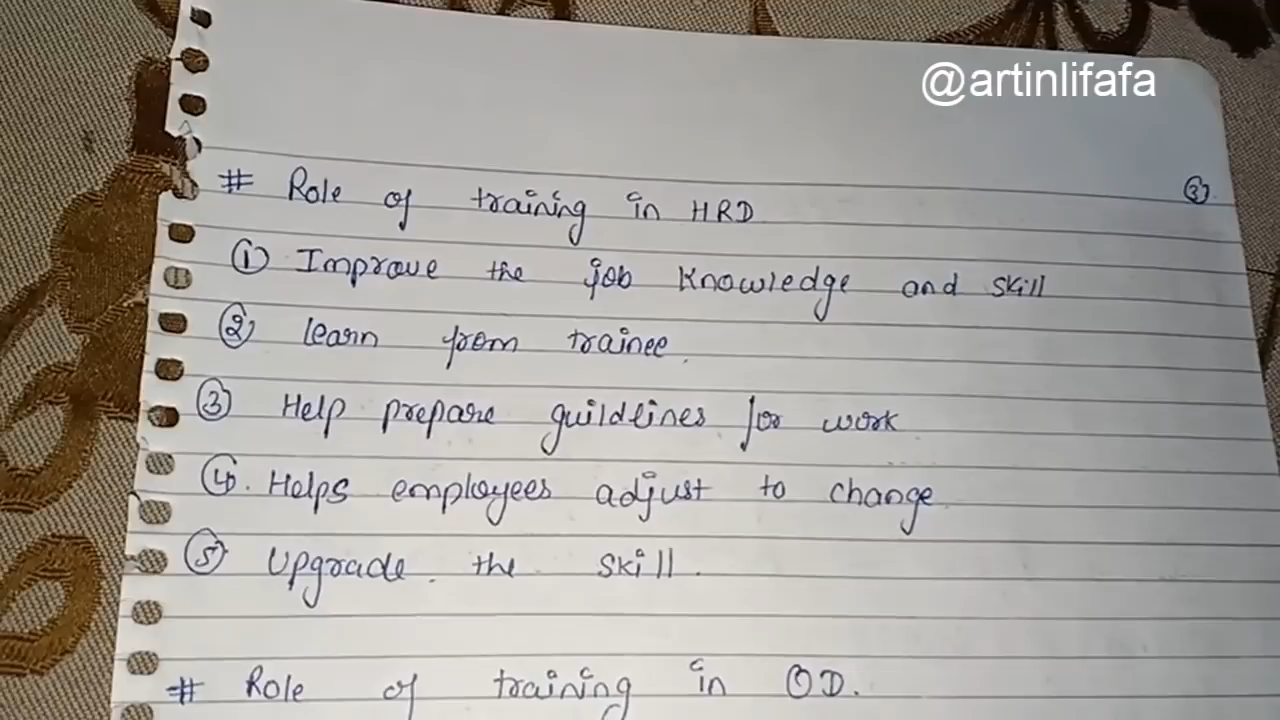 @artinlifafa
# Role of training in HRD ③
① Improve the job knowledge and skill
② learn from trainee.
③ Help prepare guildlines for work
④. Helps employees adjust to change
⑤ Upgrade. the skill.
# Role of training in OD.